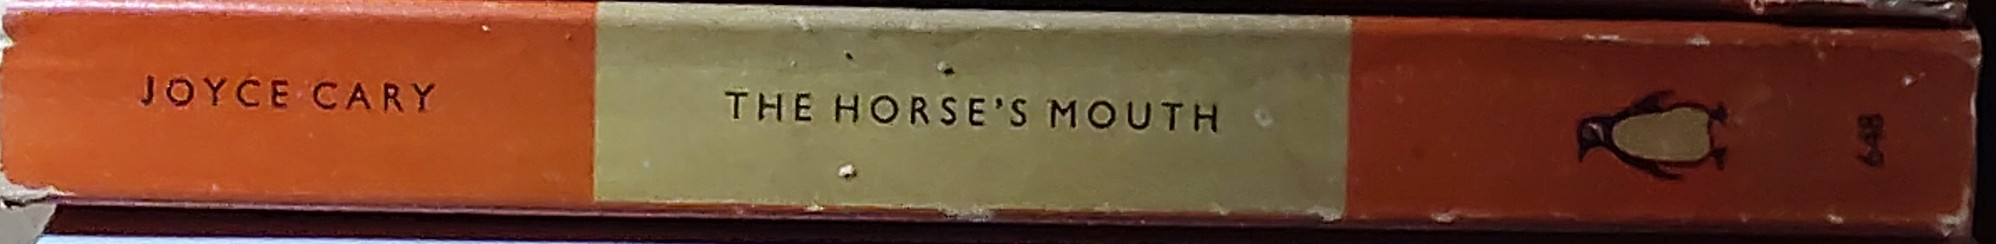 JOYCE CARY
THE HORSE'S MOUTH
648